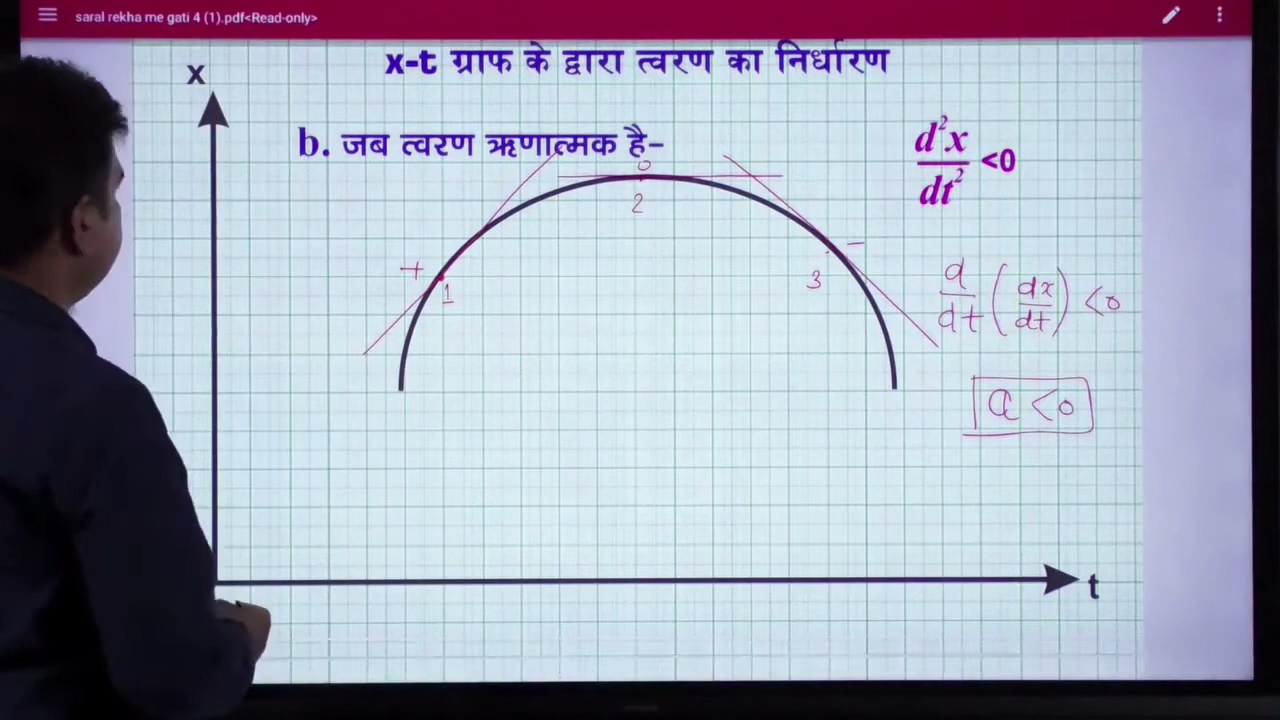 saral rekha me gati 4 (1).pdf<Read-only>
x-t ग्राफ के द्वारा त्वरण का निर्धारण
x
b. जब त्वरण ऋणात्मक है-
d²x/dt² <0
0
2
+
1
-
3
d/dt (dx/dt) <0
a <0
t